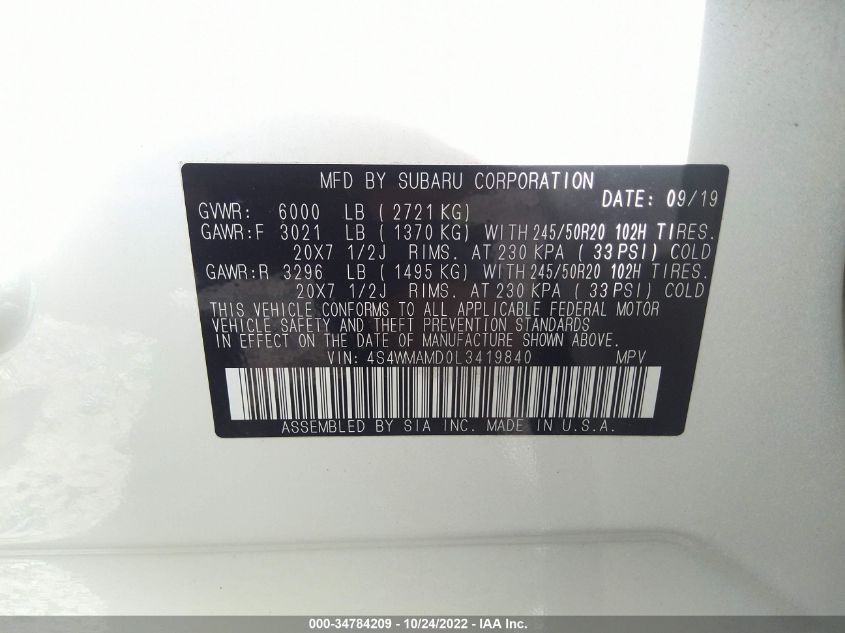 MFD BY SUBARU CORPORATION
DATE: 09/19
GVWR: 6000 LB ( 2721 KG)
GAWR:F 3021 LB ( 1370 KG) WITH 245/50R20 102H TIRES.
20X7 1/2J RIMS. AT 230 KPA ( 33 PSI) COLD
GAWR:R 3296 LB ( 1495 KG) WITH 245/50R20 102H TIRES.
20X7 1/2J RIMS. AT 230 KPA ( 33 PSI) COLD
THIS VEHICLE CONFORMS TO ALL APPLICABLE FEDERAL MOTOR
VEHICLE SAFETY AND THEFT PREVENTION STANDARDS
IN EFFECT ON THE DATE OF MANUFACTURE SHOWN ABOVE.
VIN: 4S4WMAMD0L3419840 MPV
ASSEMBLED BY SIA INC. MADE IN U.S.A.
000-34784209 - 10/24/2022 - IAA Inc.